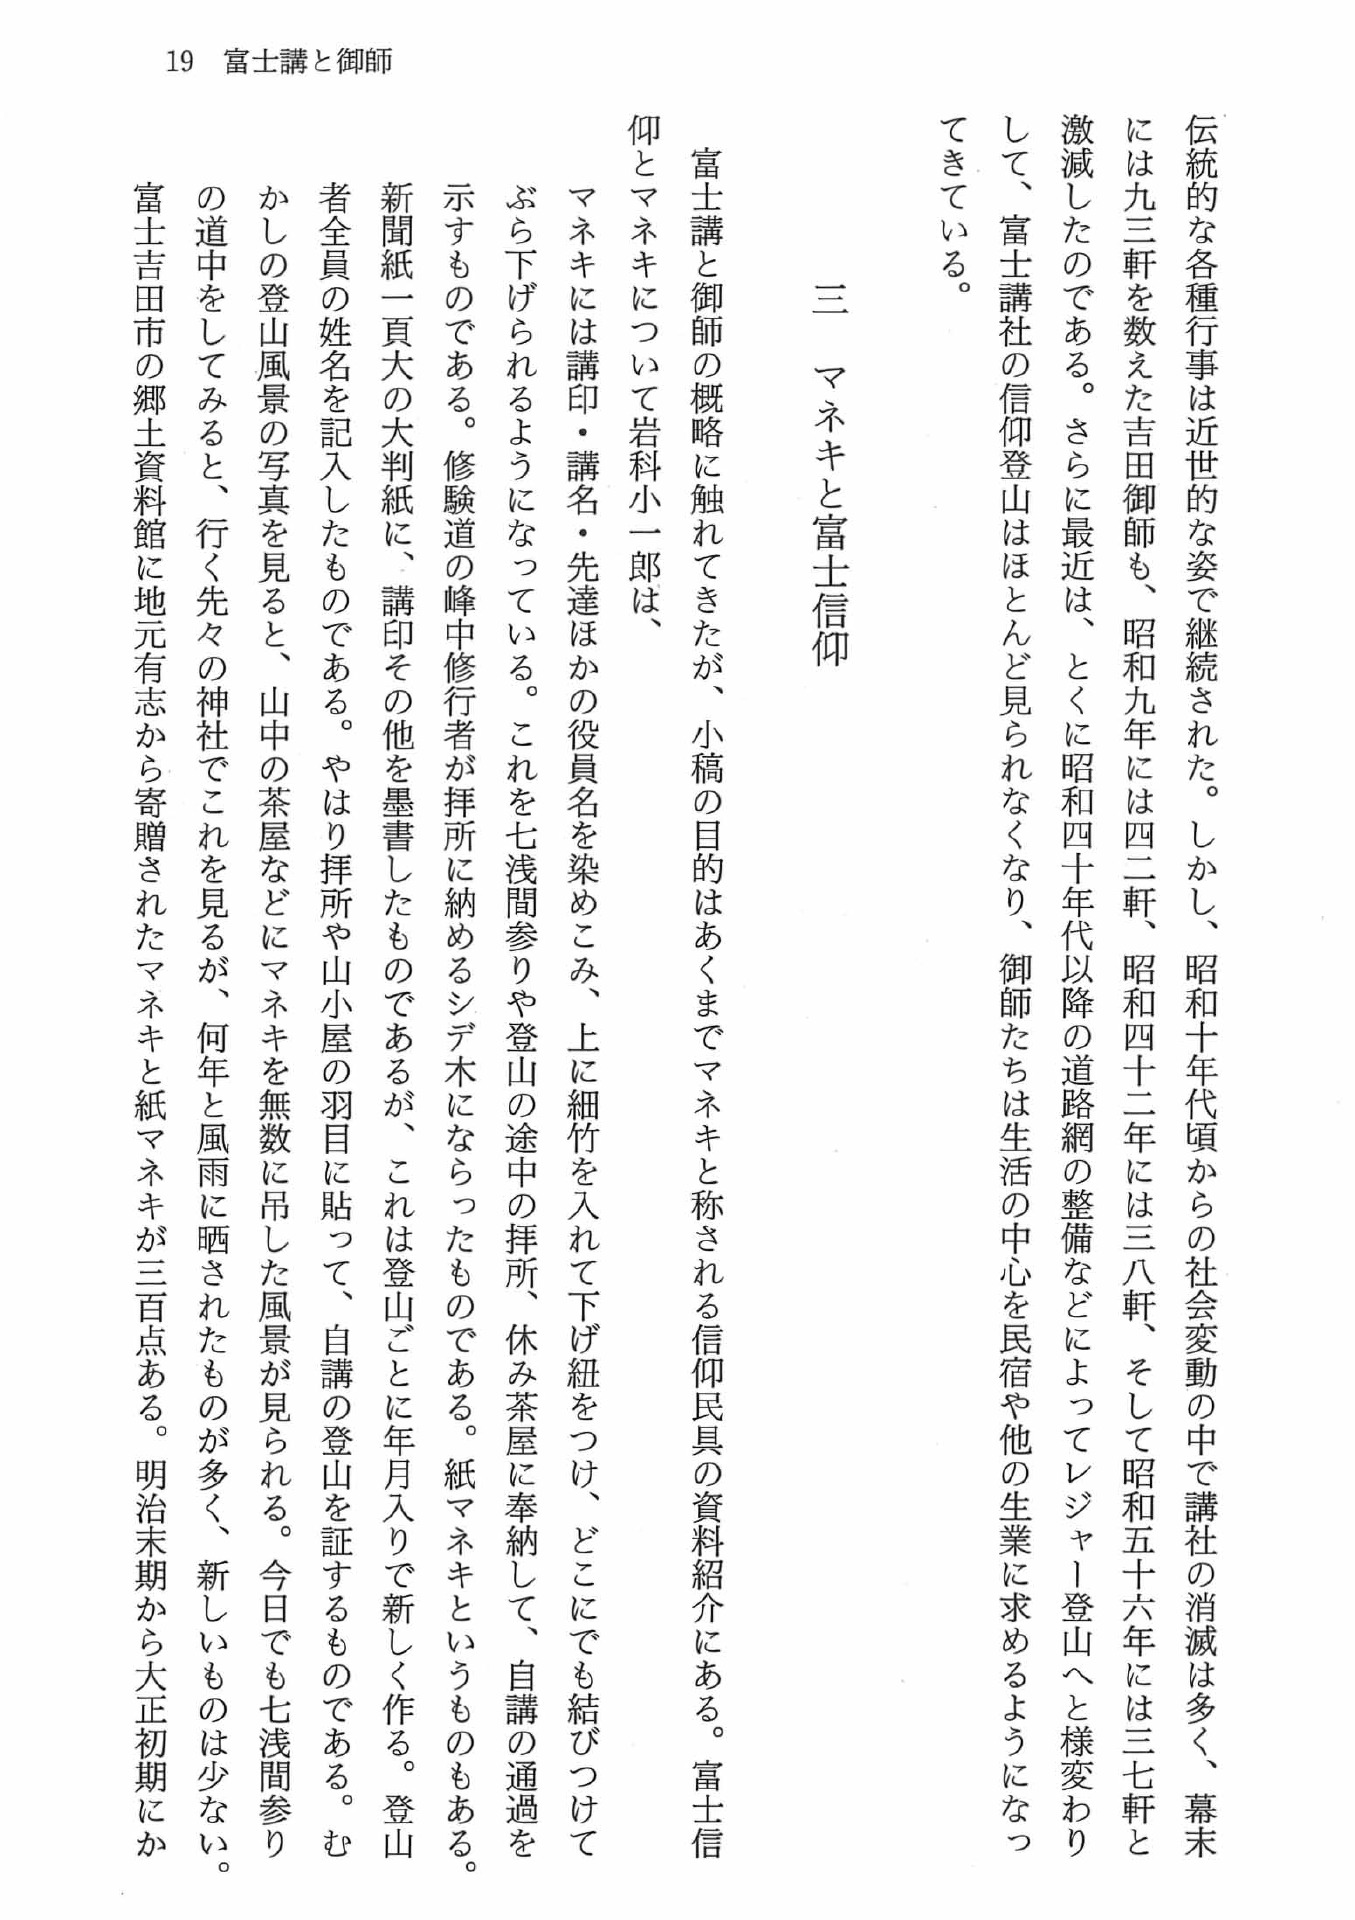 19 富士講と御師
伝統的な各種行事は近世的な姿で継続された。しかし、昭和十年代頃からの社会変動の中で講社の消滅は多く、幕末
には九三軒を数えた吉田御師も、昭和九年には四二軒、昭和四十二年には三八軒、そして昭和五十六年には三七軒と
激減したのである。さらに最近は、とくに昭和四十年代以降の道路網の整備などによってレジャー登山へと様変わり
して、富士講社の信仰登山はほとんど見られなくなり、御師たちは生活の中心を民宿や他の生業に求めるようになっ
てきている。
三 マネキと富士信仰
富士講と御師の概略に触れてきたが、小稿の目的はあくまでマネキと称される信仰民具の資料紹介にある。富士信
仰とマネキについて岩科小一郎は、
マネキには講印・講名・先達ほかの役員名を染めこみ、上に細竹を入れて下げ紐をつけ、どこにでも結びつけて
ぶら下げられるようになっている。これを七浅間参りや登山の途中の拝所、休み茶屋に奉納して、自講の通過を
示すものである。修験道の峰中修行者が拝所に納めるシデ木にならったものである。紙マネキというものもある。
新聞紙一頁大の大判紙に、講印その他を墨書したものであるが、これは登山ごとに年月入りで新しく作る。登山
者全員の姓名を記入したものである。やはり拝所や山小屋の羽目に貼って、自講の登山を証するものである。む
かしの登山風景の写真を見ると、山中の茶屋などにマネキを無数に吊した風景が見られる。今日でも七浅間参り
の道中をしてみると、行く先々の神社でこれを見るが、何年と風雨に晒されたものが多く、新しいものは少ない。
富士吉田市の郷土資料館に地元有志から寄贈されたマネキと紙マネキが三百点ある。明治末期から大正初期にか